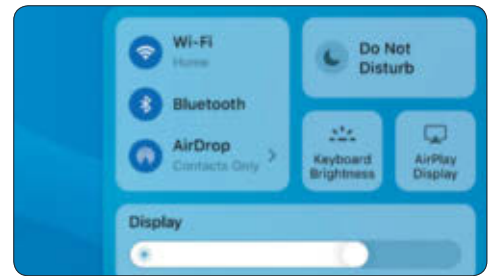 Wi-Fi
Home
Bluetooth
AirDrop
Contacts Only
Do Not
Disturb
Keyboard
Brightness
AirPlay
Display
Display